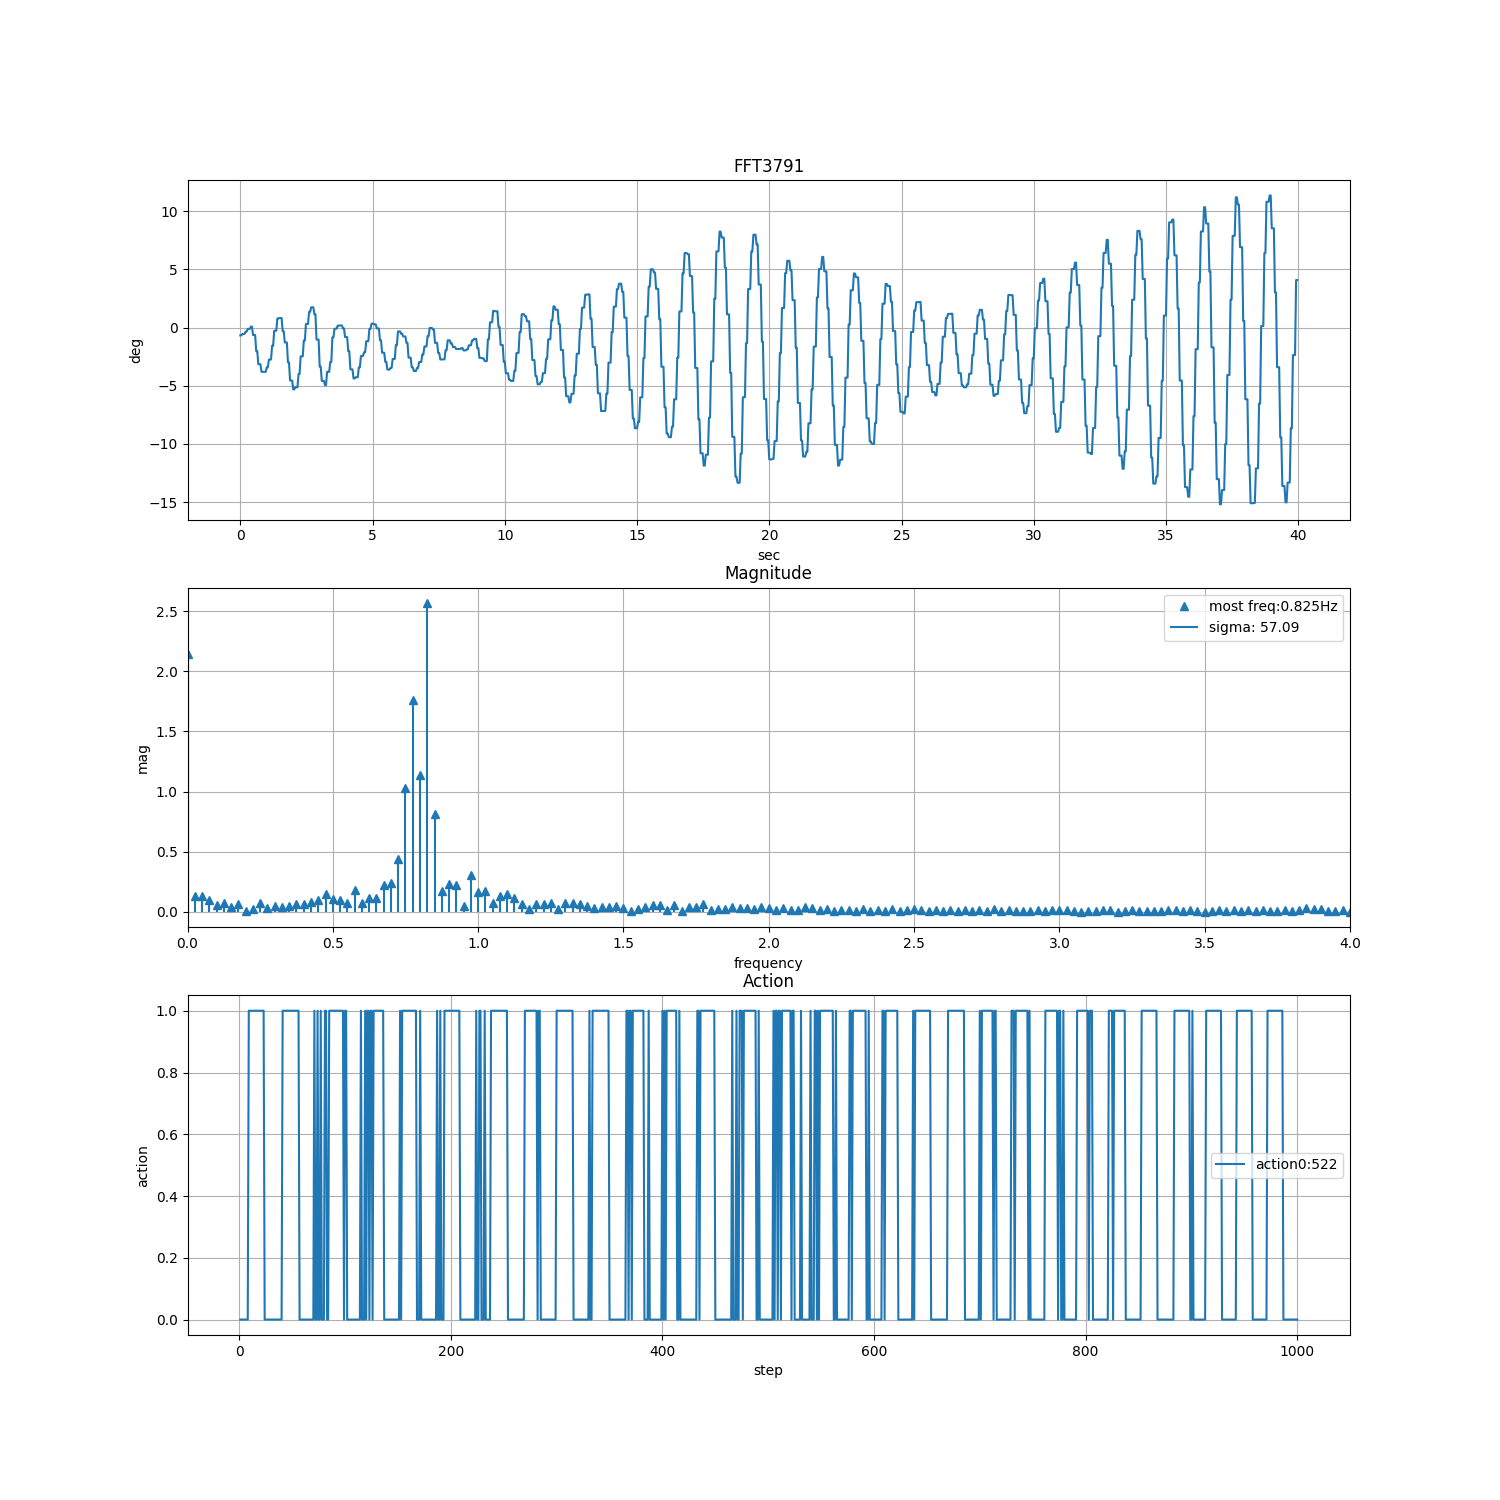 FFT3791
10
5
0
−5
−10
−15
deg
0 5 10 15 20 25 30 35 40
sec
Magnitude
most freq:0.825Hz
sigma: 57.09
2.5
2.0
1.5
1.0
0.5
0.0
mag
0.0 0.5 1.0 1.5 2.0 2.5 3.0 3.5 4.0
frequency
Action
1.0
0.8
0.6
0.4
0.2
0.0
action
action0:522
0 200 400 600 800 1000
step